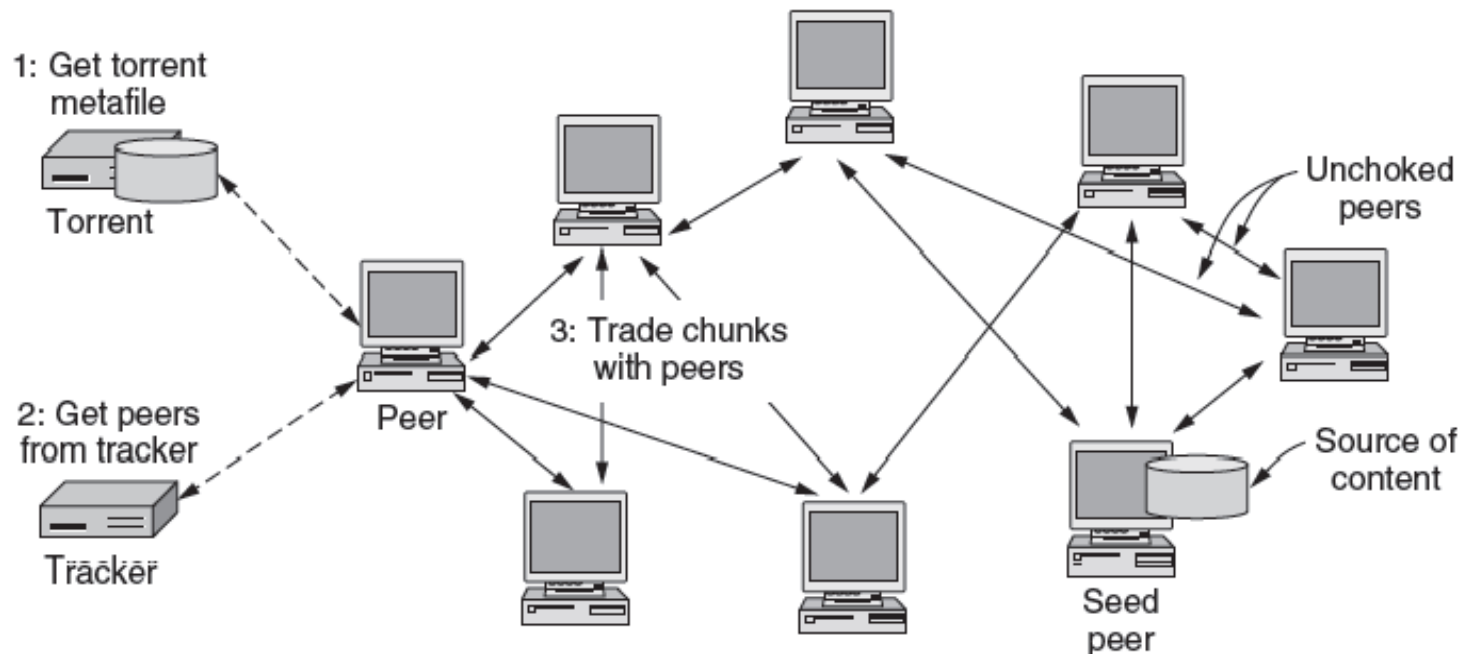 1: Get torrent
metafile
Torrent
2: Get peers
from tracker
Tracker
Peer
3: Trade chunks
with peers
Unchoked
peers
Source of
content
Seed
peer